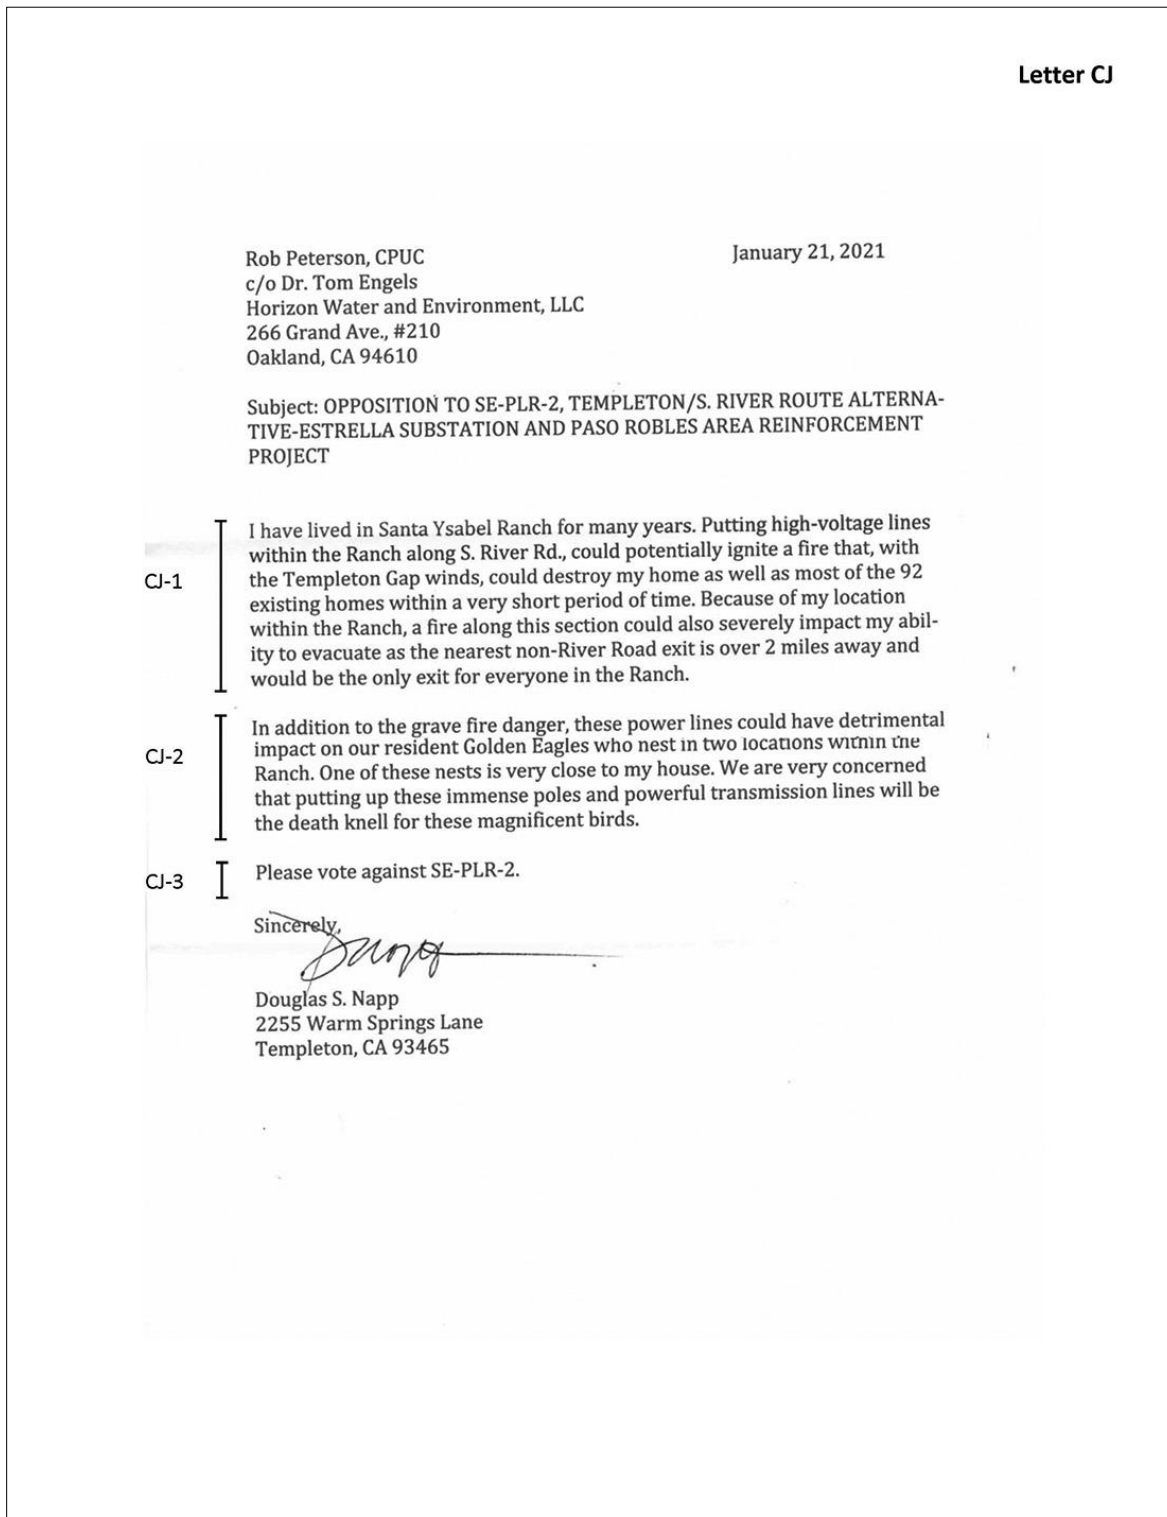 Letter CJ
Rob Peterson, CPUC
January 21, 2021
c/o Dr. Tom Engels
Horizon Water and Environment, LLC
266 Grand Ave., #210
Oakland, CA 94610
Subject: OPPOSITION TO SE-PLR-2, TEMPLETON/S. RIVER ROUTE ALTERNA-
TIVE-ESTRELLA SUBSTATION AND PASO ROBLES AREA REINFORCEMENT
PROJECT
CJ-1
I have lived in Santa Ysabel Ranch for many years. Putting high-voltage lines
within the Ranch along S. River Rd., could potentially ignite a fire that, with
the Templeton Gap winds, could destroy my home as well as most of the 92
existing homes within a very short period of time. Because of my location
within the Ranch, a fire along this section could also severely impact my abil-
ity to evacuate as the nearest non-River Road exit is over 2 miles away and
would be the only exit for everyone in the Ranch.
CJ-2
In addition to the grave fire danger, these power lines could have detrimental
impact on our resident Golden Eagles who nest in two locations within the
Ranch. One of these nests is very close to my house. We are very concerned
that putting up these immense poles and powerful transmission lines will be
the death knell for these magnificent birds.
CJ-3
Please vote against SE-PLR-2.
Sincerely,
Douglas S. Napp
2255 Warm Springs Lane
Templeton, CA 93465